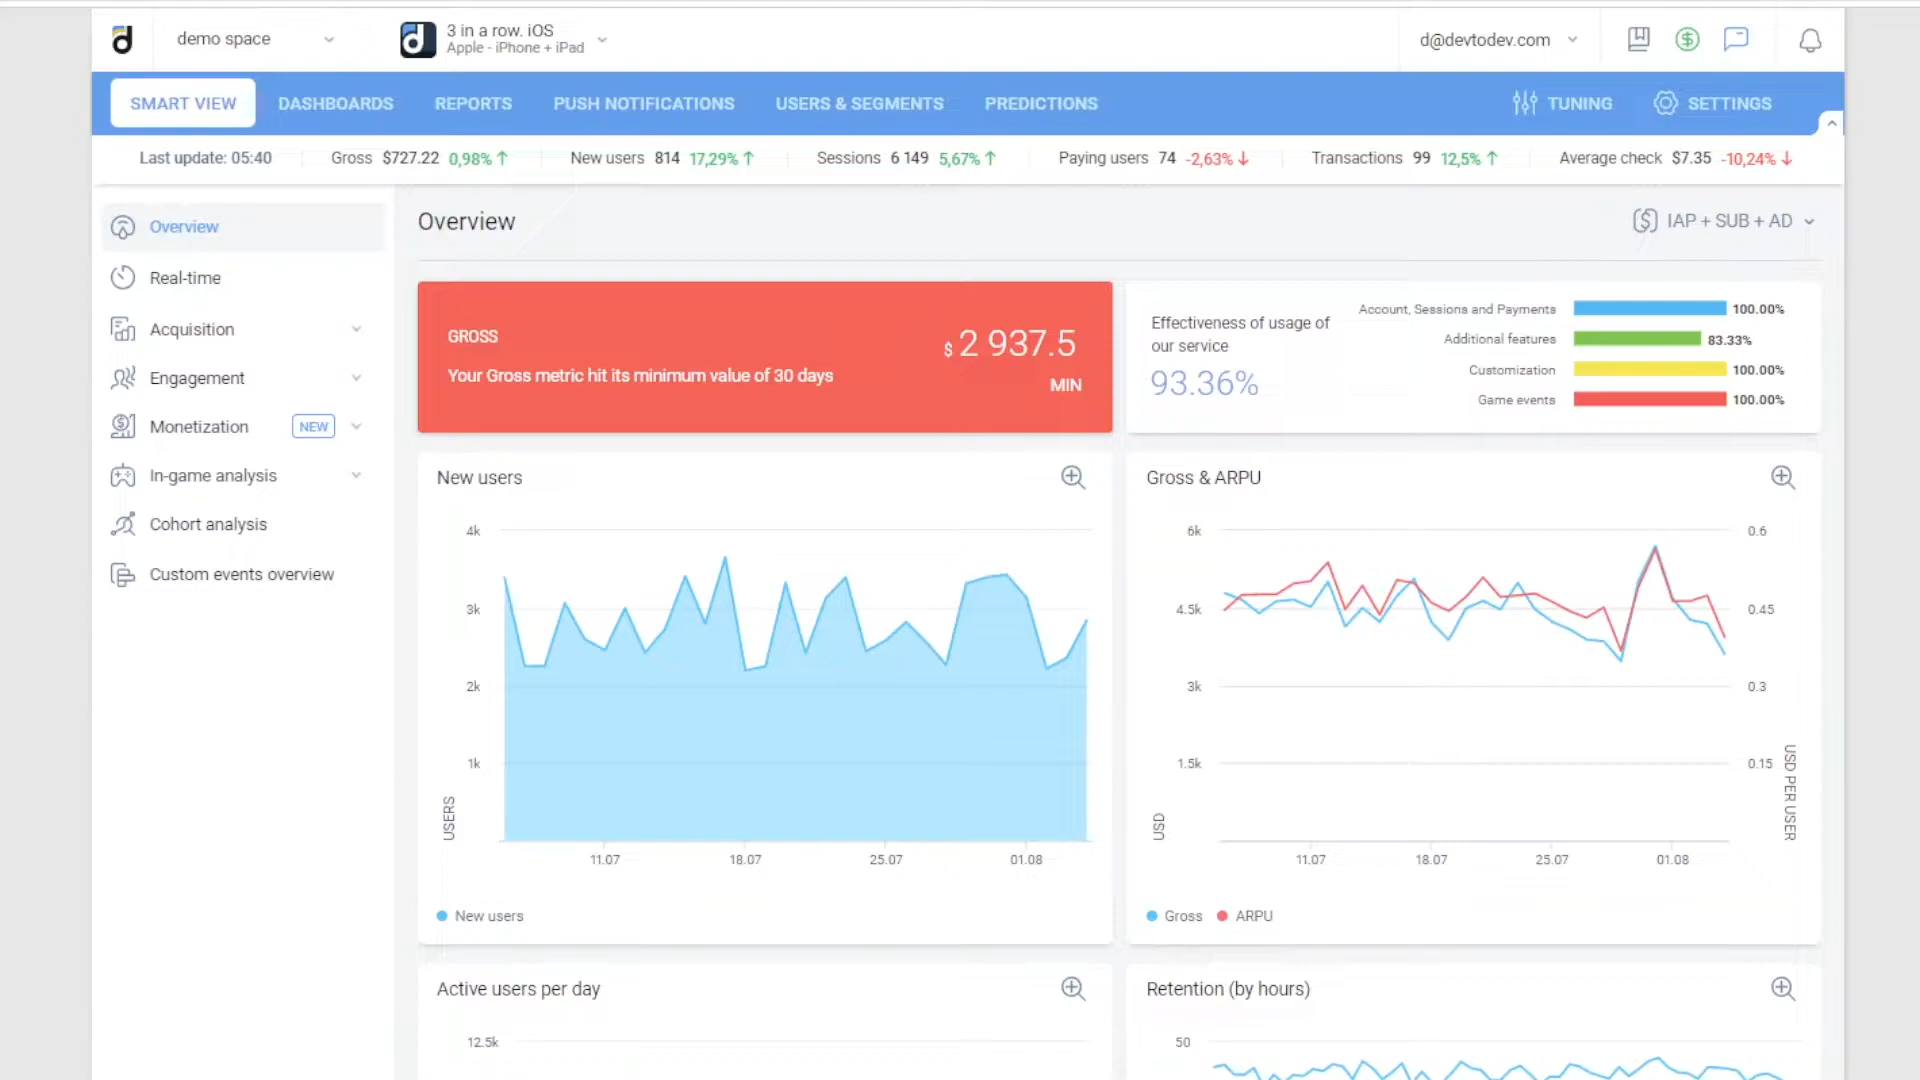 demo space
3 in a row. iOS
Apple - iPhone + iPad
d@devtodev.com
SMART VIEW DASHBOARDS REPORTS PUSH NOTIFICATIONS USERS & SEGMENTS PREDICTIONS TUNING SETTINGS
Last update: 05:40 Gross $727.22 0,98% ↑ New users 814 17,29% ↑ Sessions 6 149 5,67% ↑ Paying users 74 -2,63% ↓ Transactions 99 12,5% ↑ Average check $7.35 -10,24% ↓
Overview
Real-time
Acquisition
Engagement
Monetization NEW
In-game analysis
Cohort analysis
Custom events overview
Overview
IAP + SUB + AD
GROSS
Your Gross metric hit its minimum value of 30 days
$ 2 937.5
MIN
Effectiveness of usage of
our service
93.36%
Account, Sessions and Payments 100.00%
Additional features 83.33%
Customization 100.00%
Game events 100.00%
New users
4k
3k
2k
1k
USERS
11.07 18.07 25.07 01.08
New users
Gross & ARPU
6k 0.6
4.5k 0.45
3k 0.3
1.5k 0.15
USD
USD PER USER
11.07 18.07 25.07 01.08
Gross ARPU
Active users per day
12.5k
Retention (by hours)
50